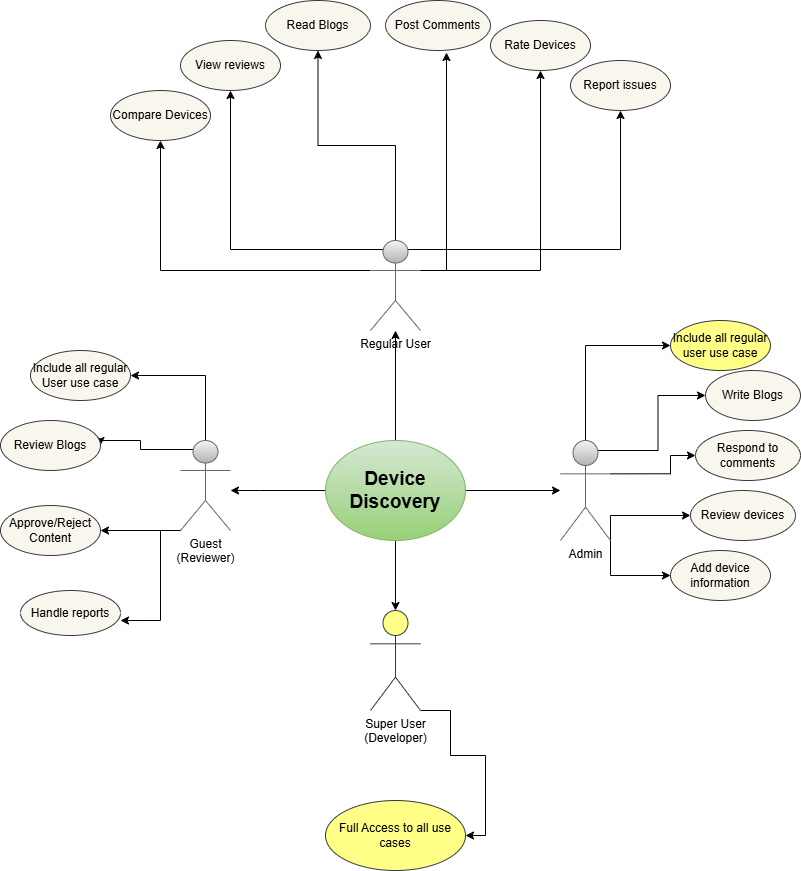 Read Blogs
Post Comments
Rate Devices
View reviews
Report issues
Compare Devices
Regular User
Include all regular
User use case
Review Blogs
Approve/Reject
Content
Handle reports
Guest
(Reviewer)
Device
Discovery
Include all regular
user use case
Write Blogs
Respond to
comments
Review devices
Add device
information
Admin
Super User
(Developer)
Full Access to all use
cases